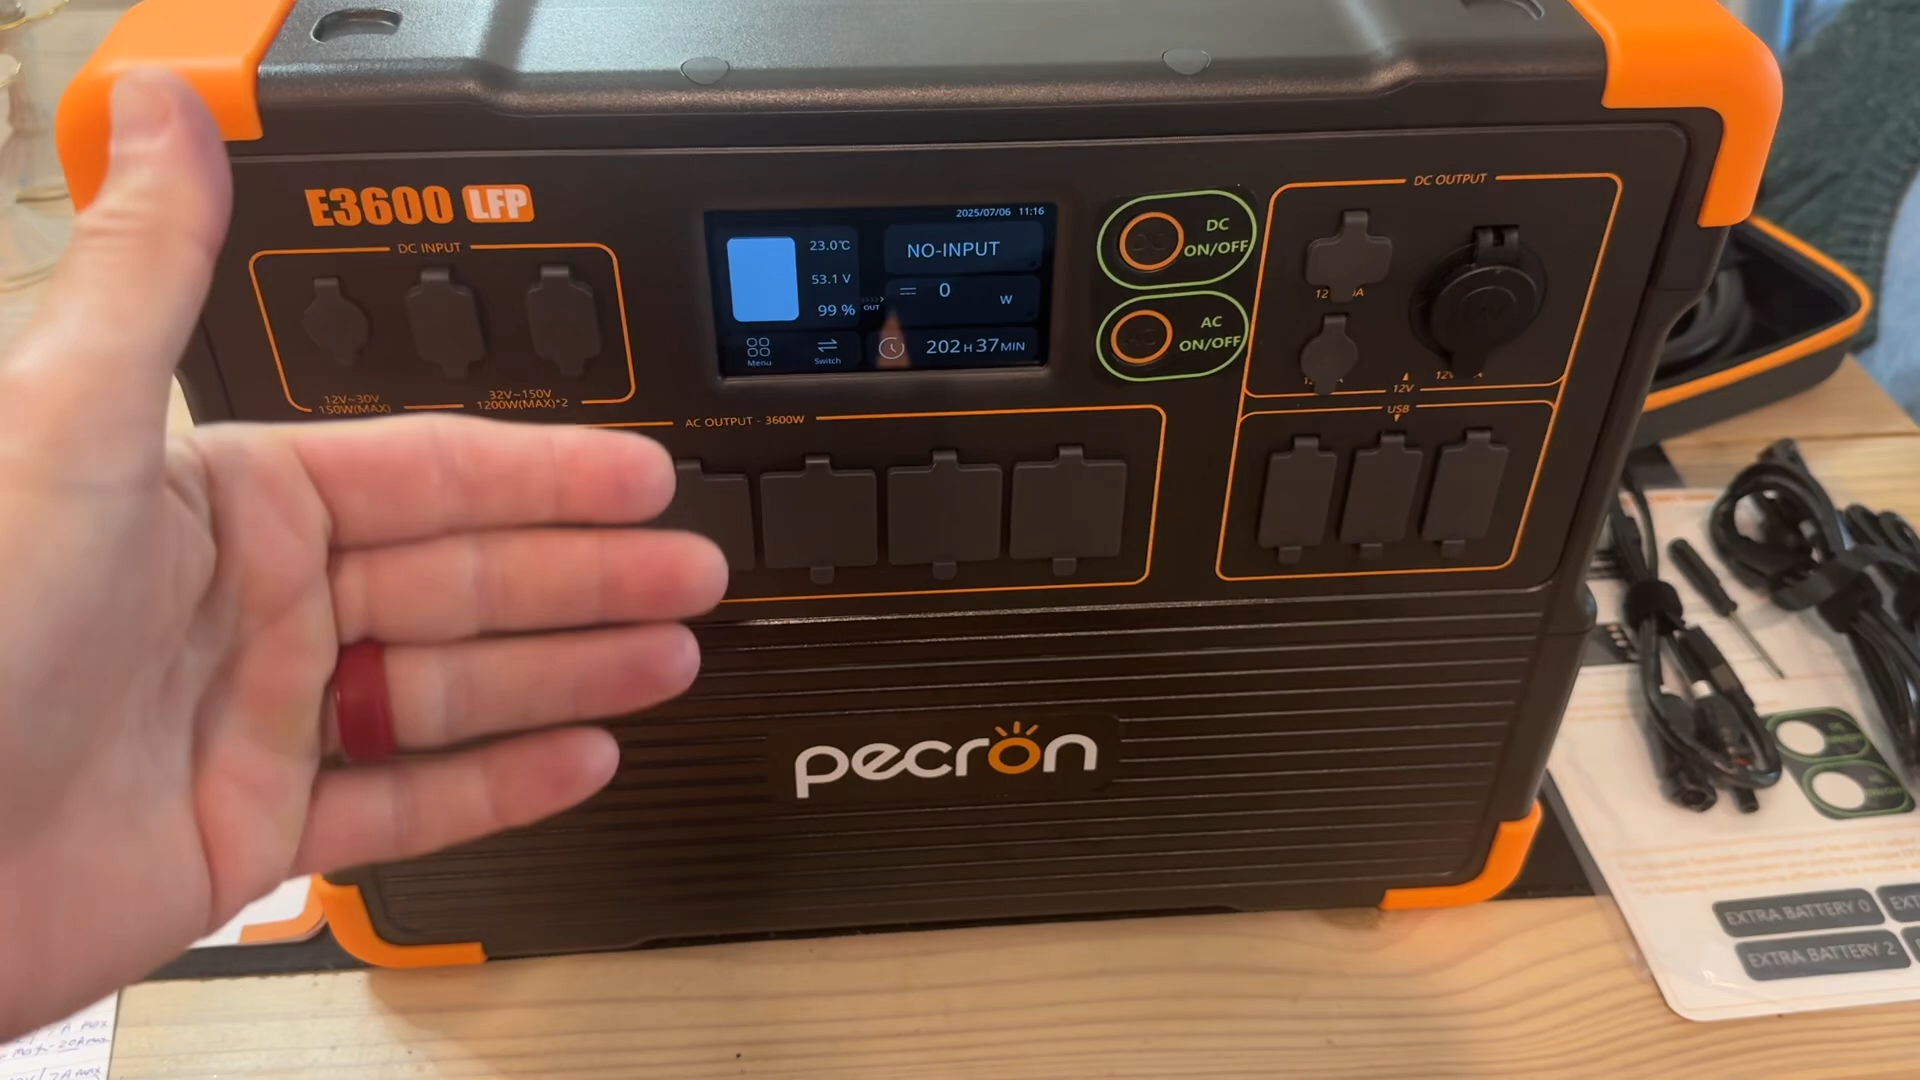 E3600 LFP
DC INPUT
12V~30V
150W(MAX)
32V~150V
1200W(MAX)*2
2025/07/06 11:16
23.0℃
53.1 V
99 %
OUT
NO-INPUT
0 W
Menu
Switch
202 H 37 MIN
DC
ON/OFF
AC
ON/OFF
DC OUTPUT
12V
USB
AC OUTPUT - 3600W
pecron
EXTRA BATTERY 0
EXTRA BATTERY 2